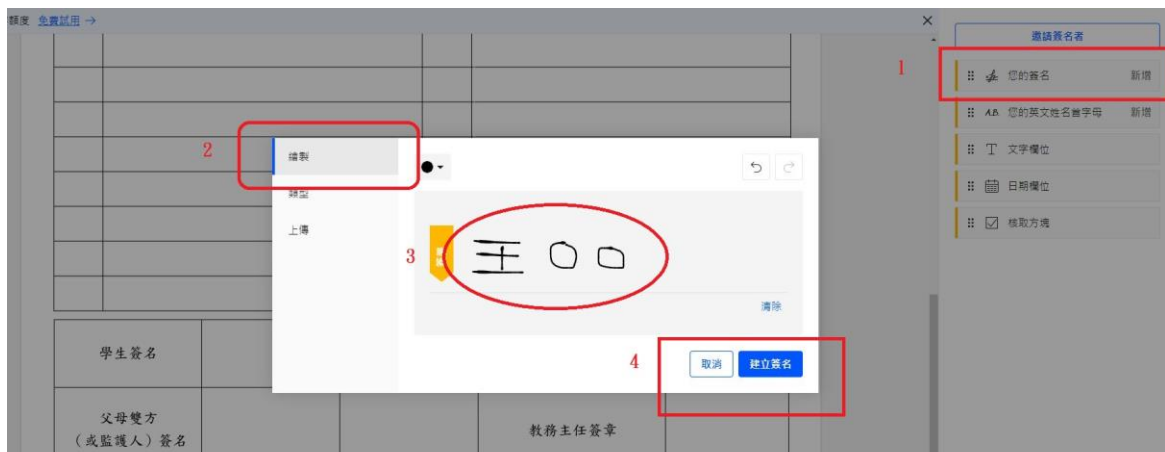 額度 免費試用 →
邀請簽名者
1
您的簽名 新增
2
繪製
AB 您的英文姓名首字母 新增
T 文字欄位
類型
日期欄位
上傳
核取方塊
3
王〇〇
清除
學生簽名
4
取消 建立簽名
父母雙方
(或監護人)簽名
教務主任簽章